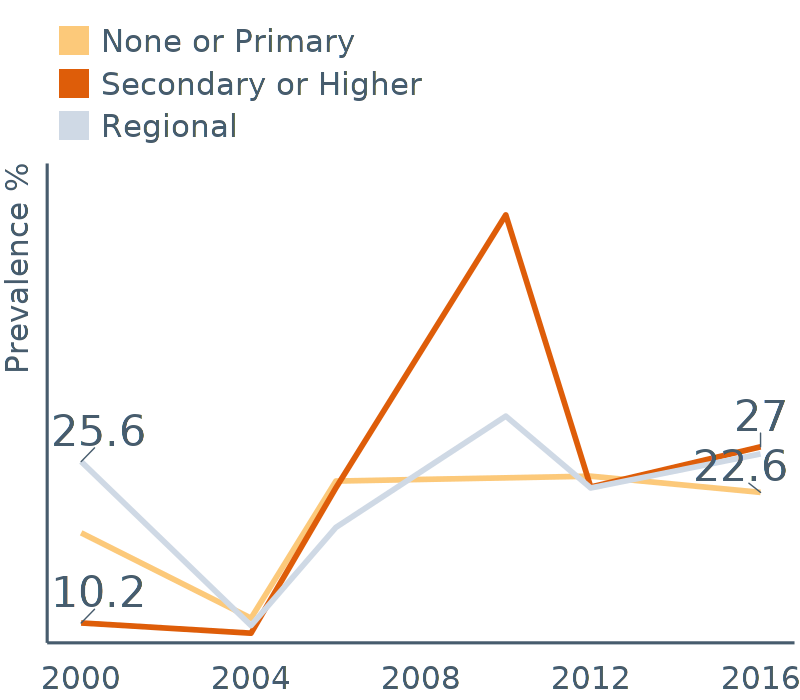 None or Primary
Secondary or Higher
Regional
Prevalence %
25.6
10.2
27
22.6
2000 2004 2008 2012 2016